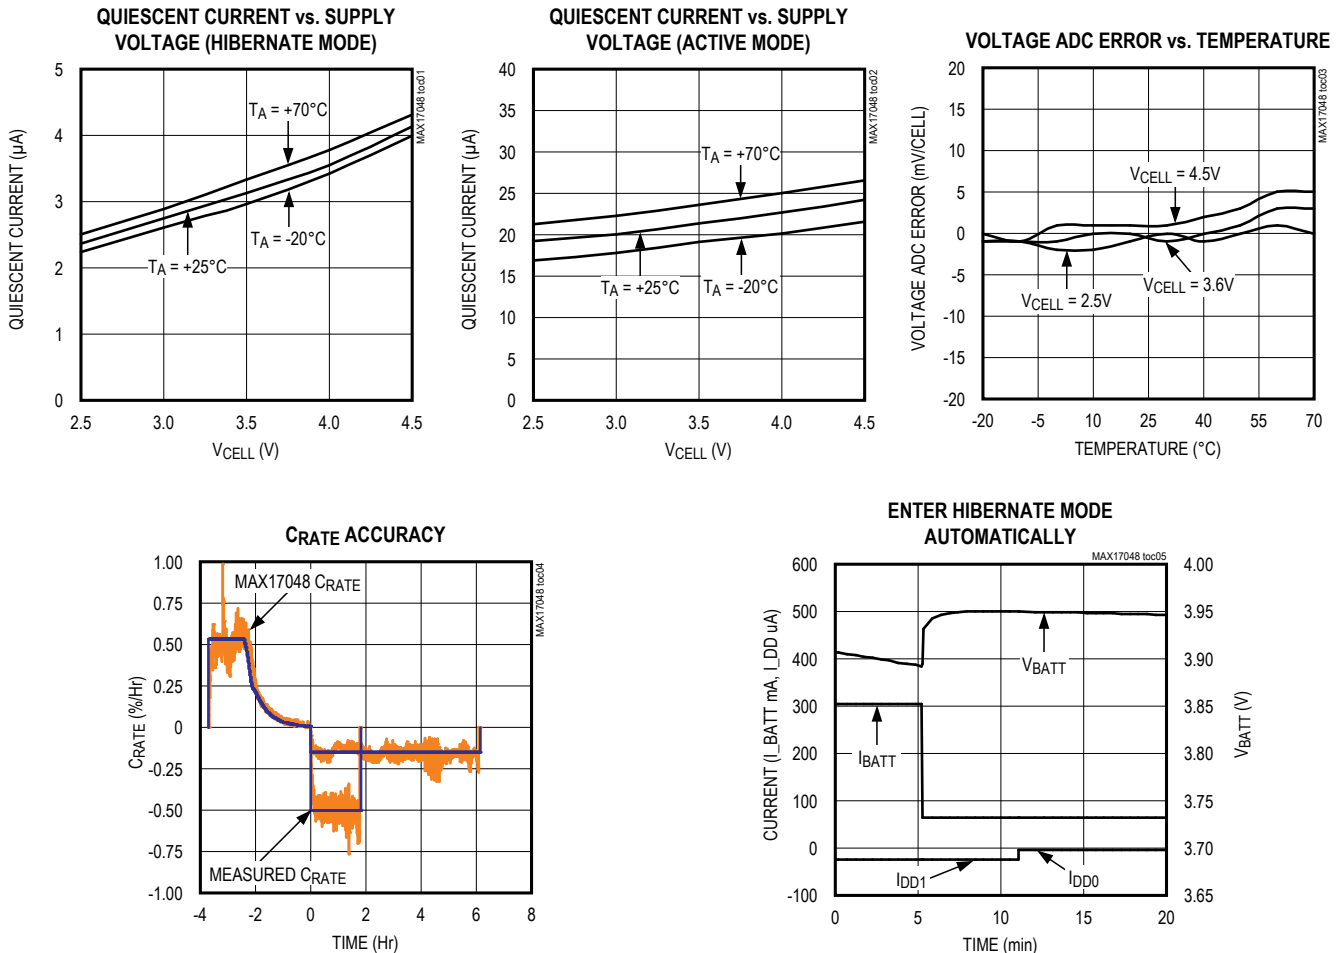 QUIESCENT CURRENT vs. SUPPLY
VOLTAGE (HIBERNATE MODE)
5
4
3
2
1
0
QUIESCENT CURRENT (µA)
TA = +70°C
TA = -20°C
TA = +25°C
MAX17048 toc01
2.5 3.0 3.5 4.0 4.5
VCELL (V)
QUIESCENT CURRENT vs. SUPPLY
VOLTAGE (ACTIVE MODE)
40
35
30
25
20
15
10
5
0
QUIESCENT CURRENT (µA)
TA = +70°C
TA = +25°C
TA = -20°C
MAX17048 toc02
2.5 3.0 3.5 4.0 4.5
VCELL (V)
VOLTAGE ADC ERROR vs. TEMPERATURE
20
15
10
5
0
-5
-10
-15
-20
VOLTAGE ADC ERROR (mV/CELL)
VCELL = 4.5V
VCELL = 3.6V
VCELL = 2.5V
MAX17048 toc03
-20 -5 10 25 40 55 70
TEMPERATURE (°C)
CRATE ACCURACY
1.00
0.75
0.50
0.25
0
-0.25
-0.50
-0.75
-1.00
CRATE (%/Hr)
MAX17048 CRATE
MEASURED CRATE
MAX17048 toc04
-4 -2 0 2 4 6 8
TIME (Hr)
ENTER HIBERNATE MODE
AUTOMATICALLY
MAX17048 toc05
600
500
400
300
200
100
0
-100
CURRENT (I_BATT mA, I_DD uA)
VBATT
IBATT
IDD1
IDD0
4.00
3.95
3.90
3.85
3.80
3.75
3.70
3.65
VBATT (V)
0 5 10 15 20
TIME (min)